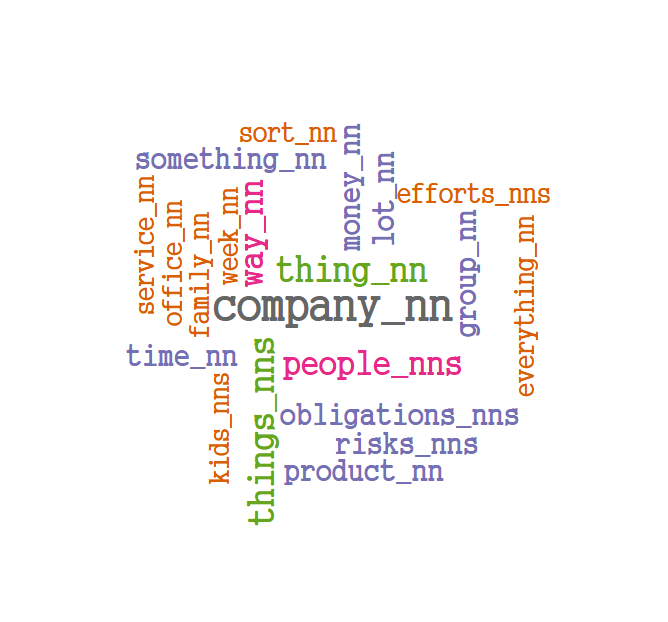 sort_nn
something_nn
money_nn
lot_nn
efforts_nns
service_nn
office_nn
family_nn
week_nn
way_nn
thing_nn
group_nn
everything_nn
company_nn
time_nn
people_nns
kids_nns
things_nns
obligations_nns
risks_nns
product_nn